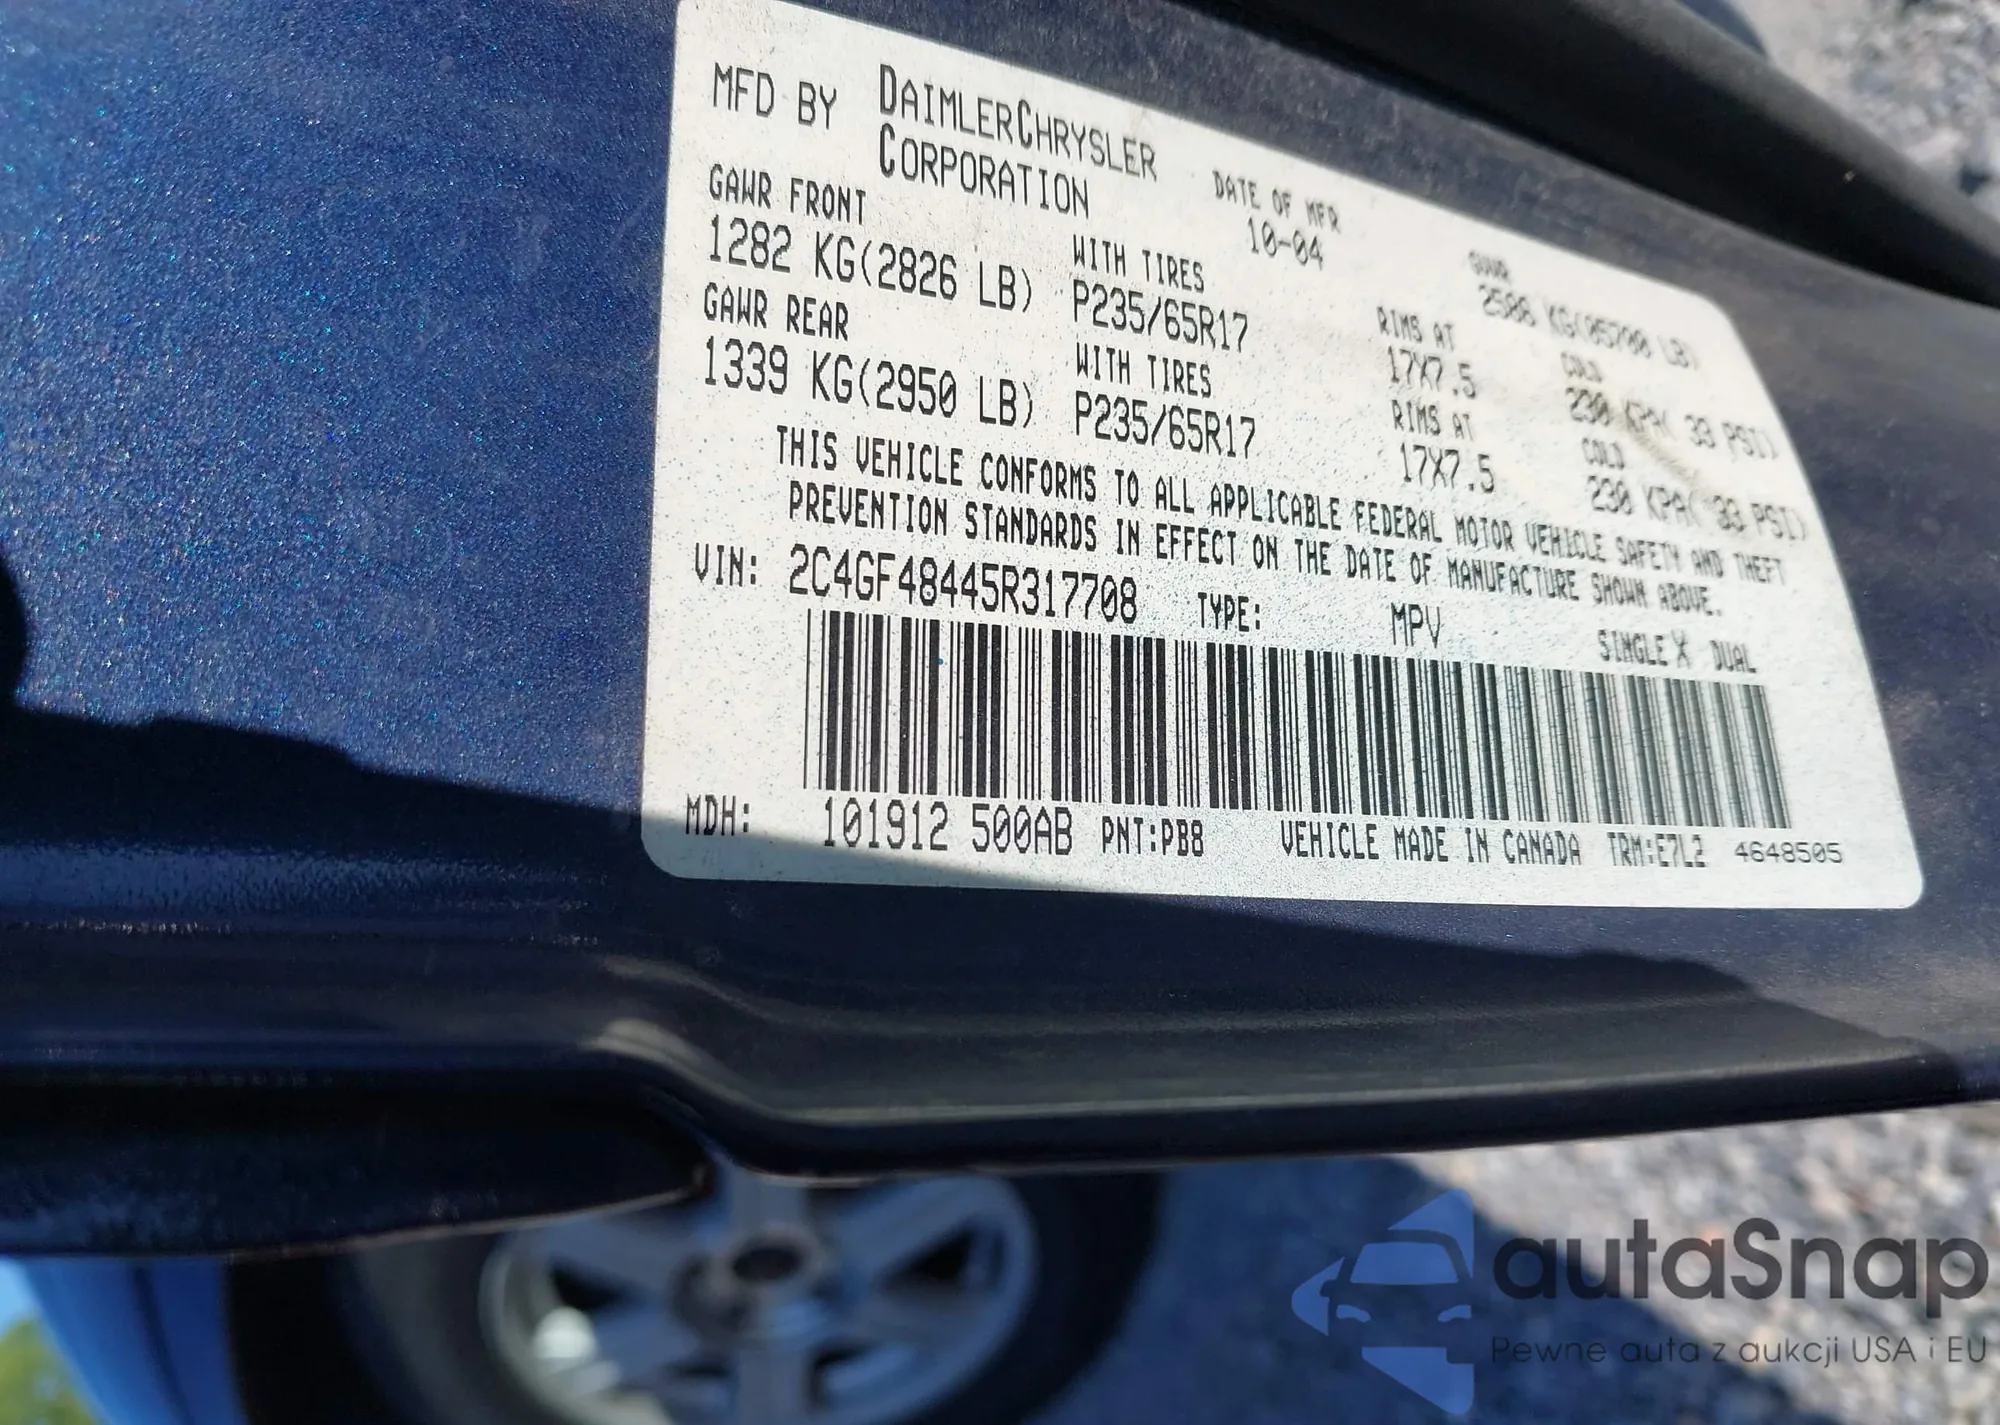 MFD BY DAIMLERCHRYSLER CORPORATION
DATE OF MFR 10-04
GVWR
KG(05700 LB)
GAWR FRONT
1282 KG(2826 LB)
WITH TIRES
P235/65R17
RIMS AT
17X7.5
COLD
230 KPA( 33 PSI)
GAWR REAR
1339 KG(2950 LB)
WITH TIRES
P235/65R17
RIMS AT
17X7.5
COLD
230 KPA( 33 PSI)
THIS VEHICLE CONFORMS TO ALL APPLICABLE FEDERAL MOTOR VEHICLE SAFETY AND THEFT
PREVENTION STANDARDS IN EFFECT ON THE DATE OF MANUFACTURE SHOWN ABOVE.
VIN: 2C4GF48445R317708 TYPE: MPV SINGLE X DUAL
MDH: 101912 500AB PNT:PB8 VEHICLE MADE IN CANADA TRM:E7L2 4648505
autaSnap
Pewne auta z aukcji USA i EU